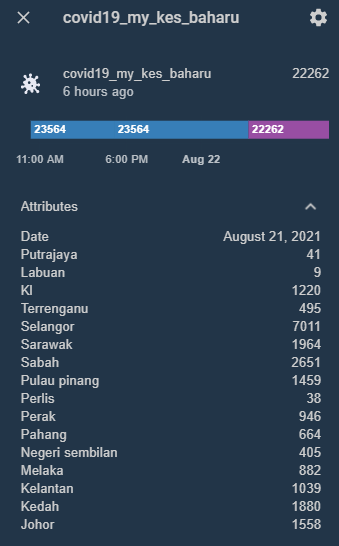 covid19_my_kes_baharu
covid19_my_kes_baharu 22262
6 hours ago
23564 23564 22262
11:00 AM 6:00 PM Aug 22
Attributes
Date August 21, 2021
Putrajaya 41
Labuan 9
Kl 1220
Terrenganu 495
Selangor 7011
Sarawak 1964
Sabah 2651
Pulau pinang 1459
Perlis 38
Perak 946
Pahang 664
Negeri sembilan 405
Melaka 882
Kelantan 1039
Kedah 1880
Johor 1558